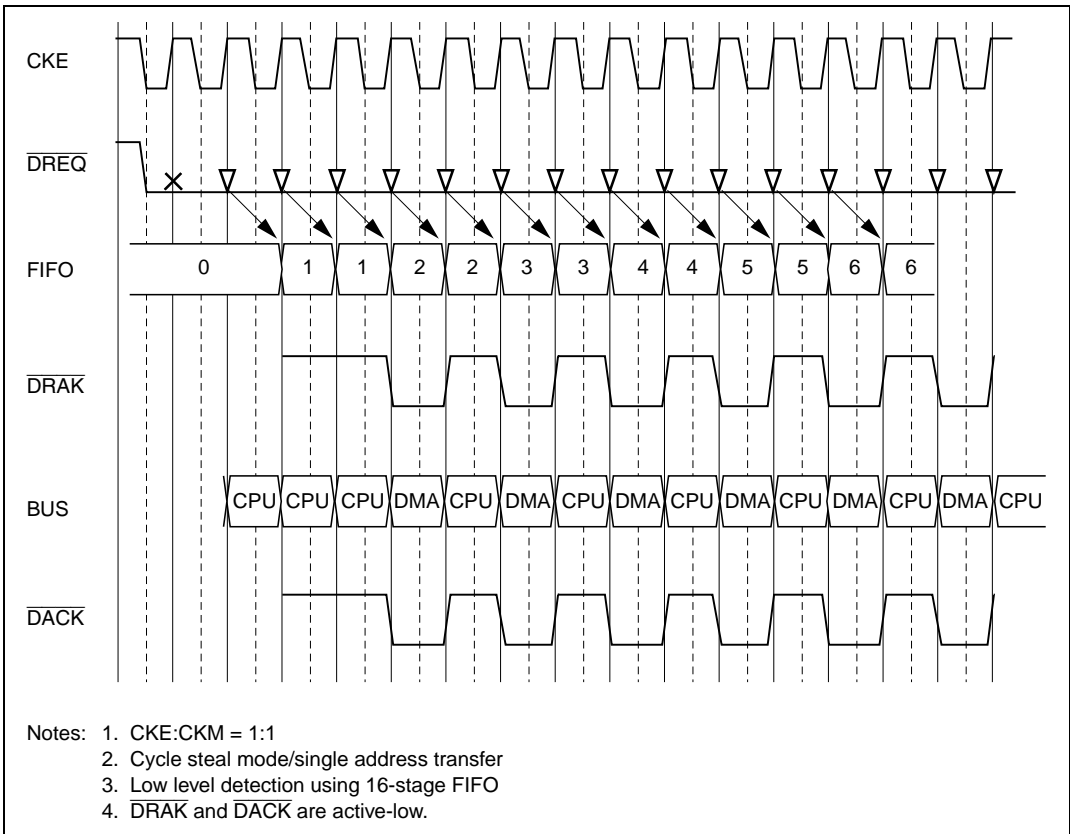 CKE
DREQ
FIFO
0 1 1 2 2 3 3 4 4 5 5 6 6
DRAK
BUS
CPU CPU CPU DMA CPU DMA CPU DMA CPU DMA CPU DMA CPU DMA CPU
DACK
Notes: 1. CKE:CKM = 1:1
2. Cycle steal mode/single address transfer
3. Low level detection using 16-stage FIFO
4. DRAK and DACK are active-low.